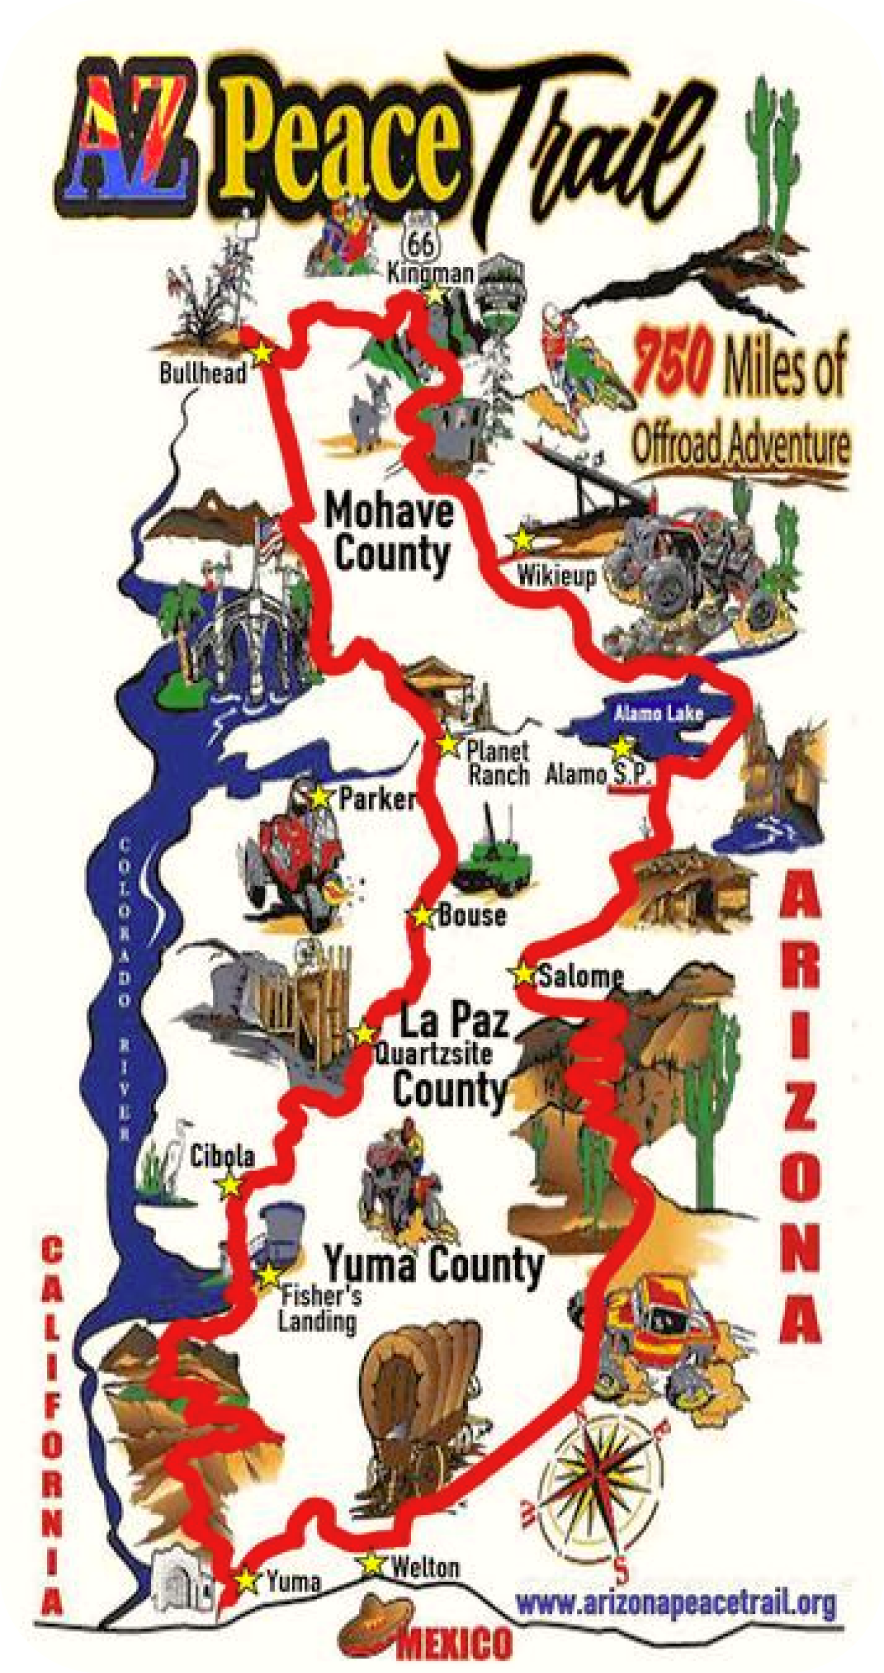 AZ Peace Trail
66
Kingman
750 Miles of
Offroad Adventure
Bullhead
Mohave
County
Wikieup
Alamo Lake
Planet
Ranch
Alamo S.P.
Parker
Bouse
Salome
La Paz
Quartzsite
County
COLORADO RIVER
ARIZONA
Cibola
Yuma County
Fisher's
Landing
CALIFORNIA
E
W
S
Yuma
Welton
www.arizonapeacetrail.org
MEXICO